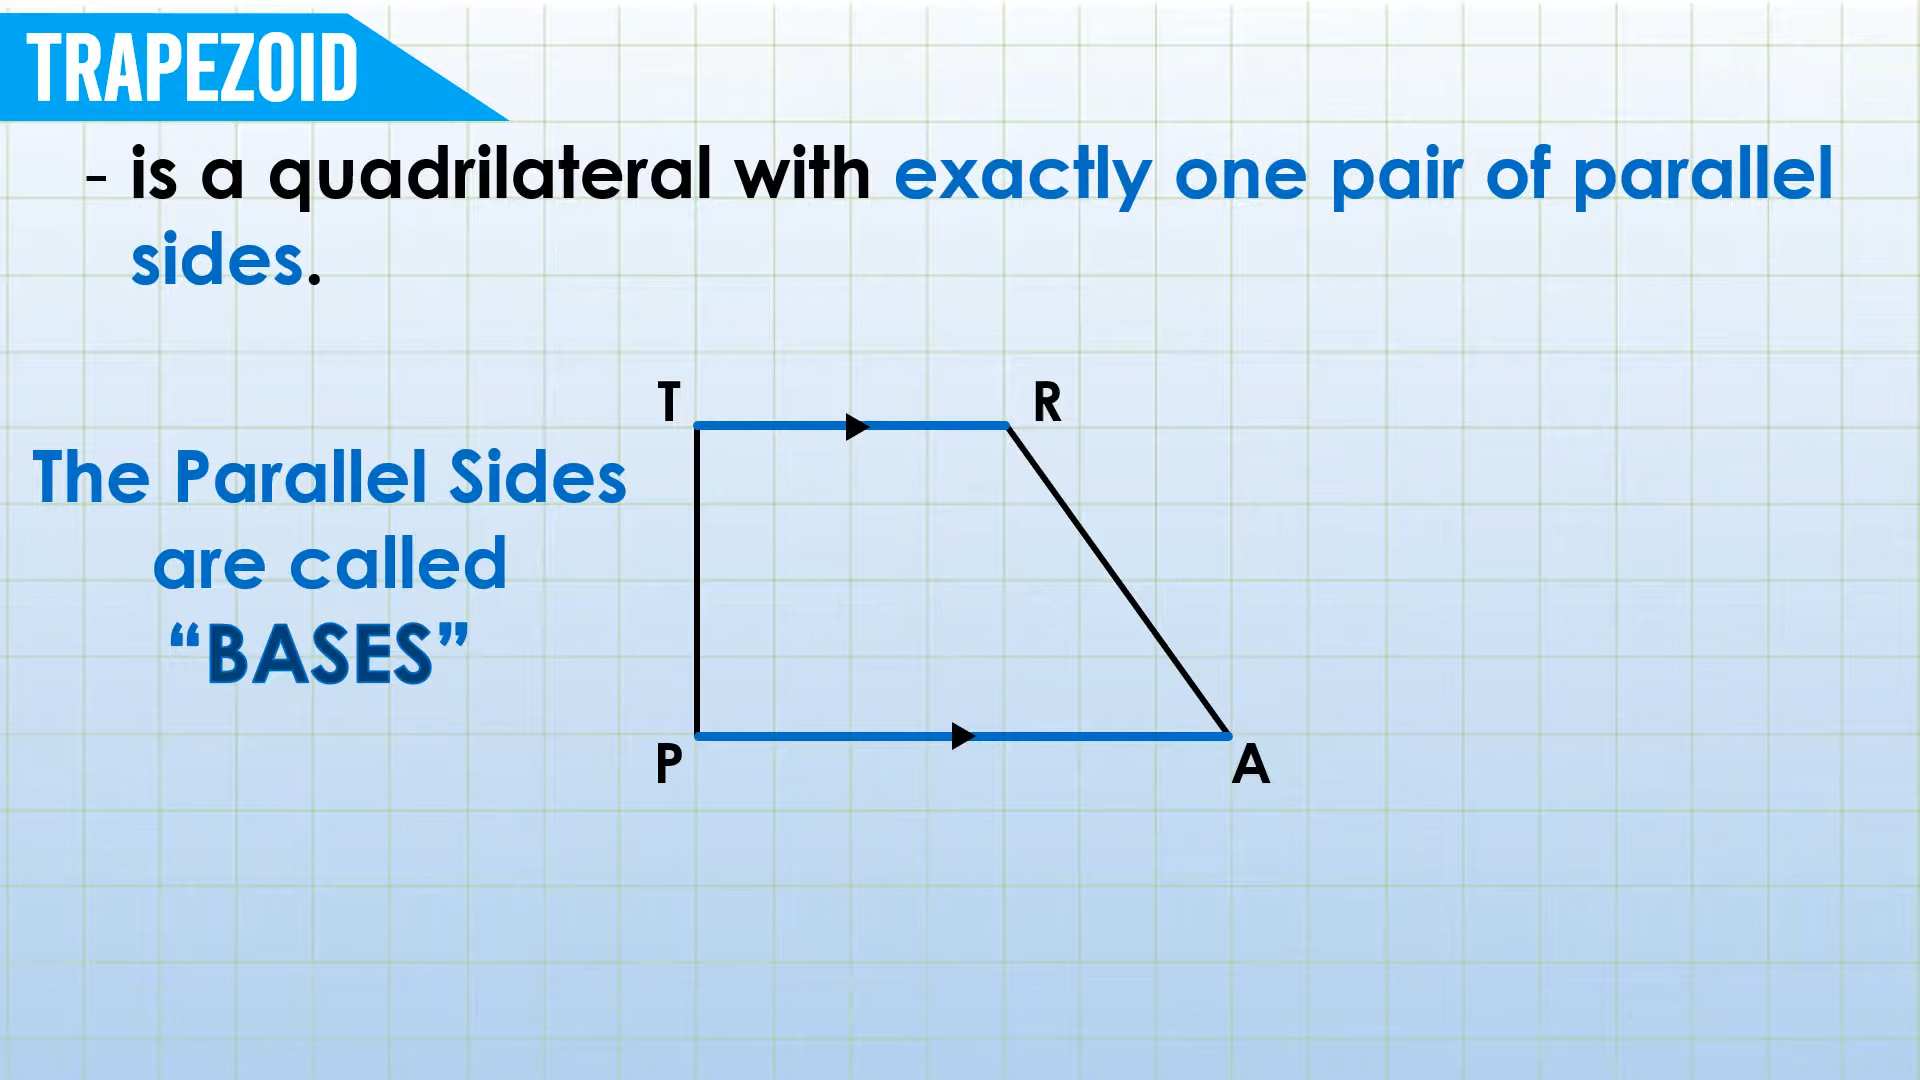 TRAPEZOID
- is a quadrilateral with exactly one pair of parallel
sides.
T R
The Parallel Sides
are called
“BASES”
P A